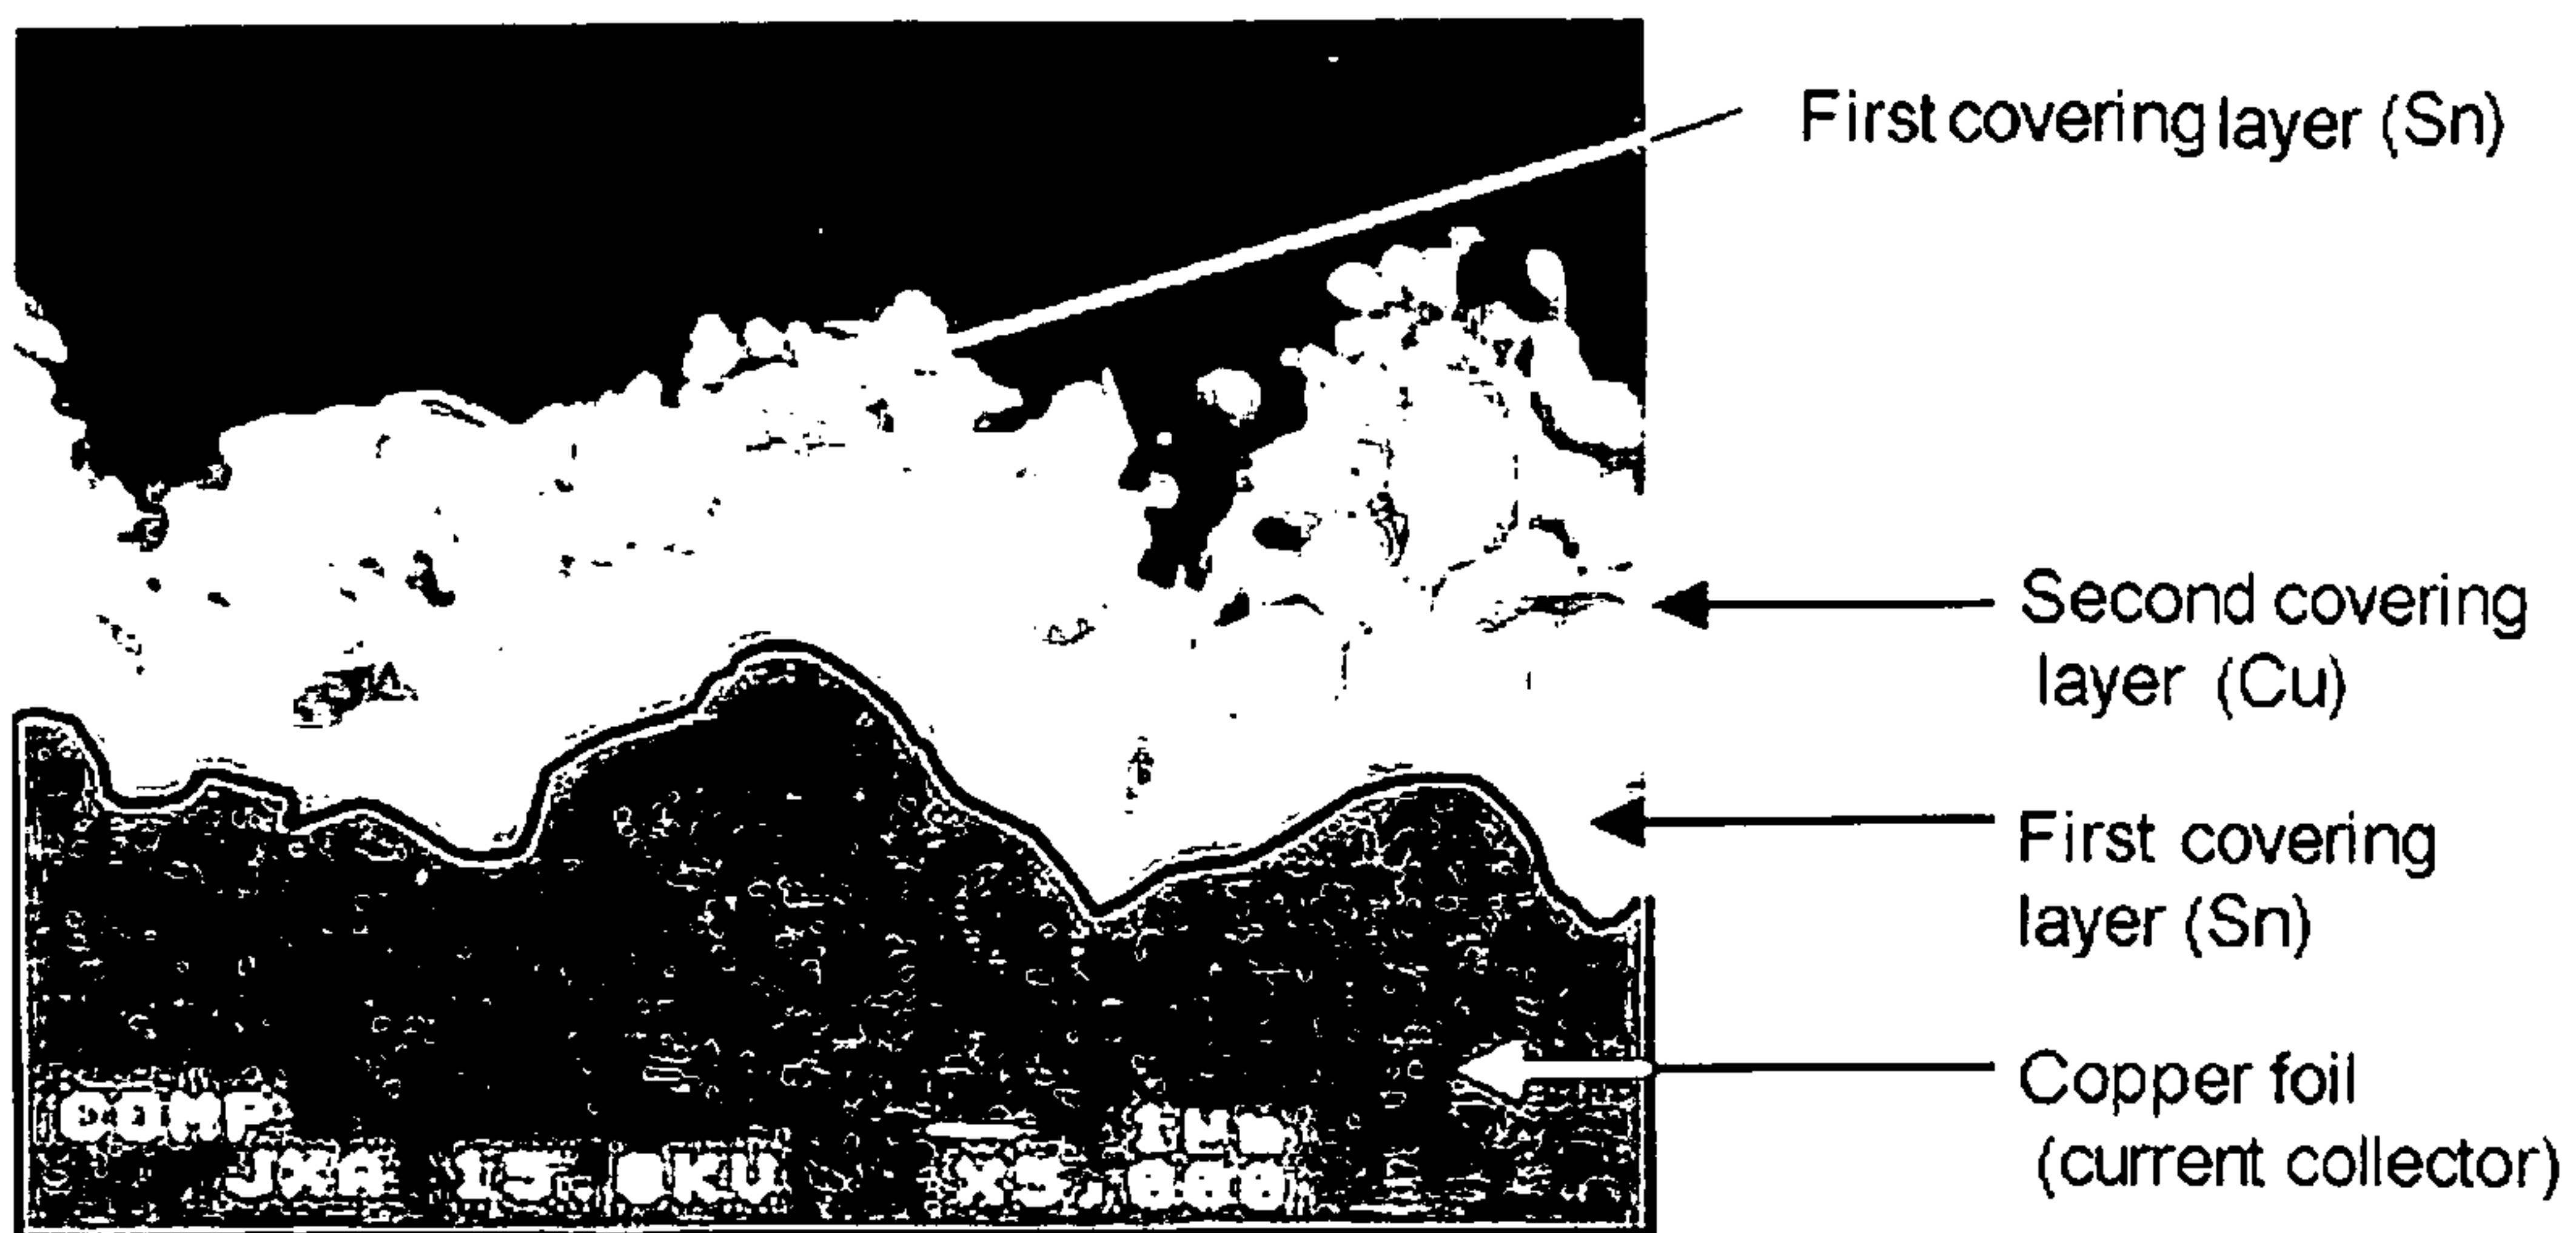 First covering layer (Sn)
Second covering
layer (Cu)
First covering
layer (Sn)
Copper foil
(current collector)
COMP
JXA 15.0KU X5,000